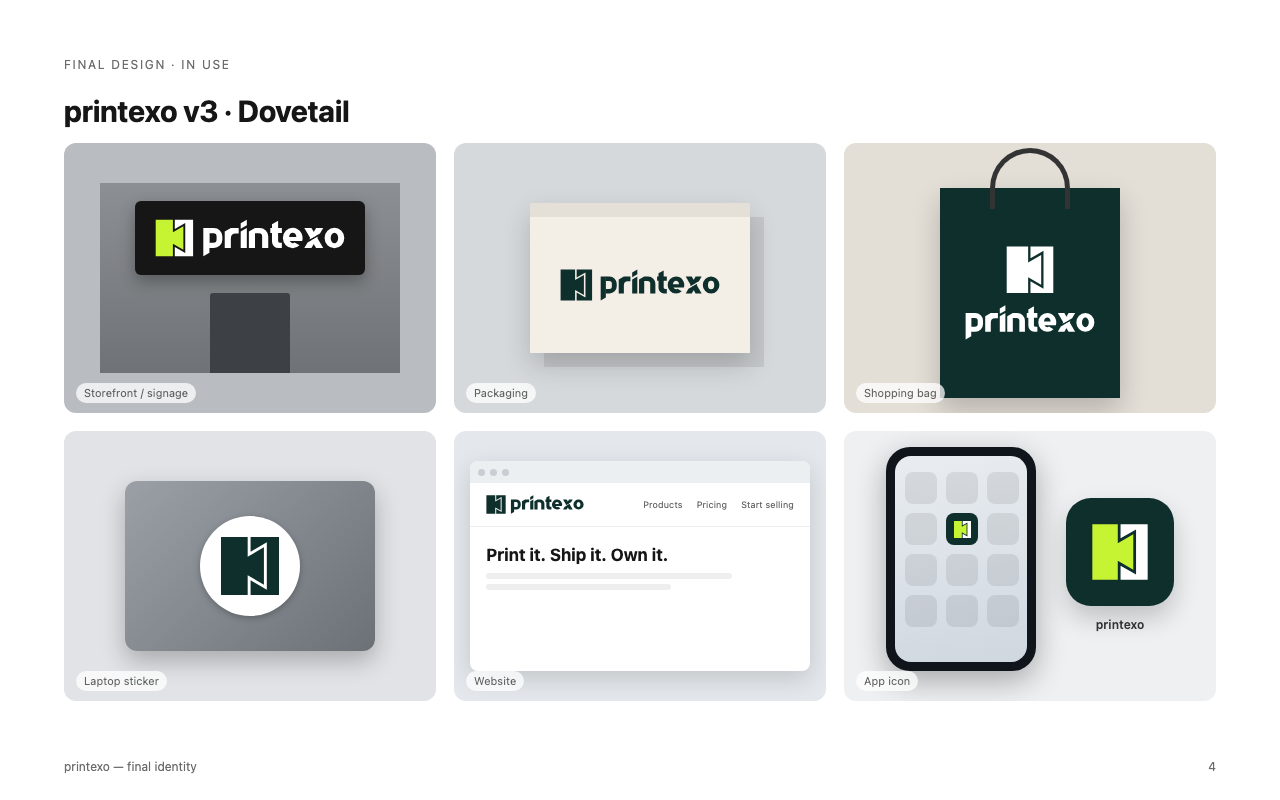 FINAL DESIGN · IN USE
printexo v3 · Dovetail
printexo
Storefront / signage
printexo
Packaging
printexo
Shopping bag
Laptop sticker
printexo
Products Pricing Start selling
Print it. Ship it. Own it.
Website
printexo
App icon
printexo — final identity
4